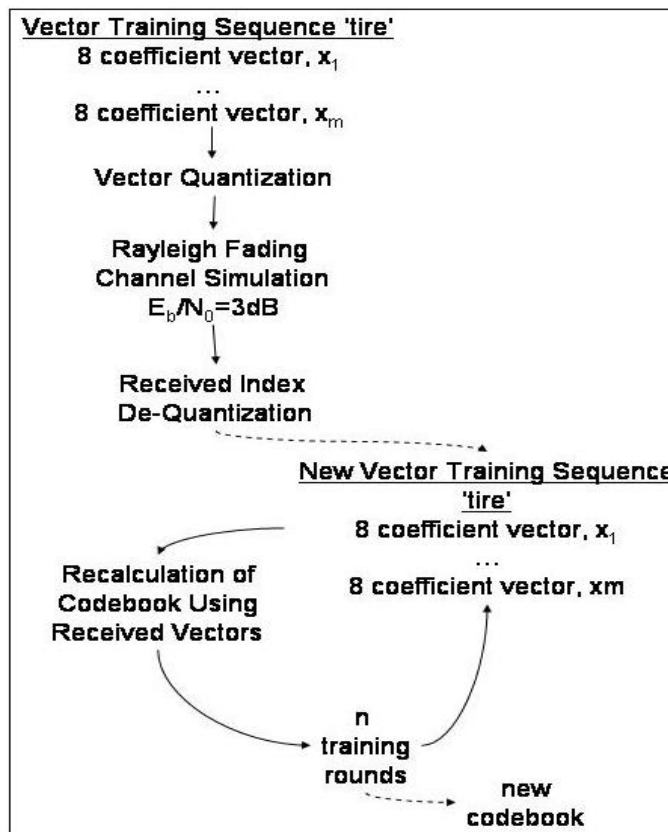 Vector Training Sequence 'tire'
8 coefficient vector, x₁
...
8 coefficient vector, xₘ
Vector Quantization
Rayleigh Fading
Channel Simulation
E_b/N₀=3dB
Received Index
De-Quantization
New Vector Training Sequence
'tire'
8 coefficient vector, x₁
...
8 coefficient vector, xm
Recalculation of
Codebook Using
Received Vectors
n
training
rounds
new
codebook